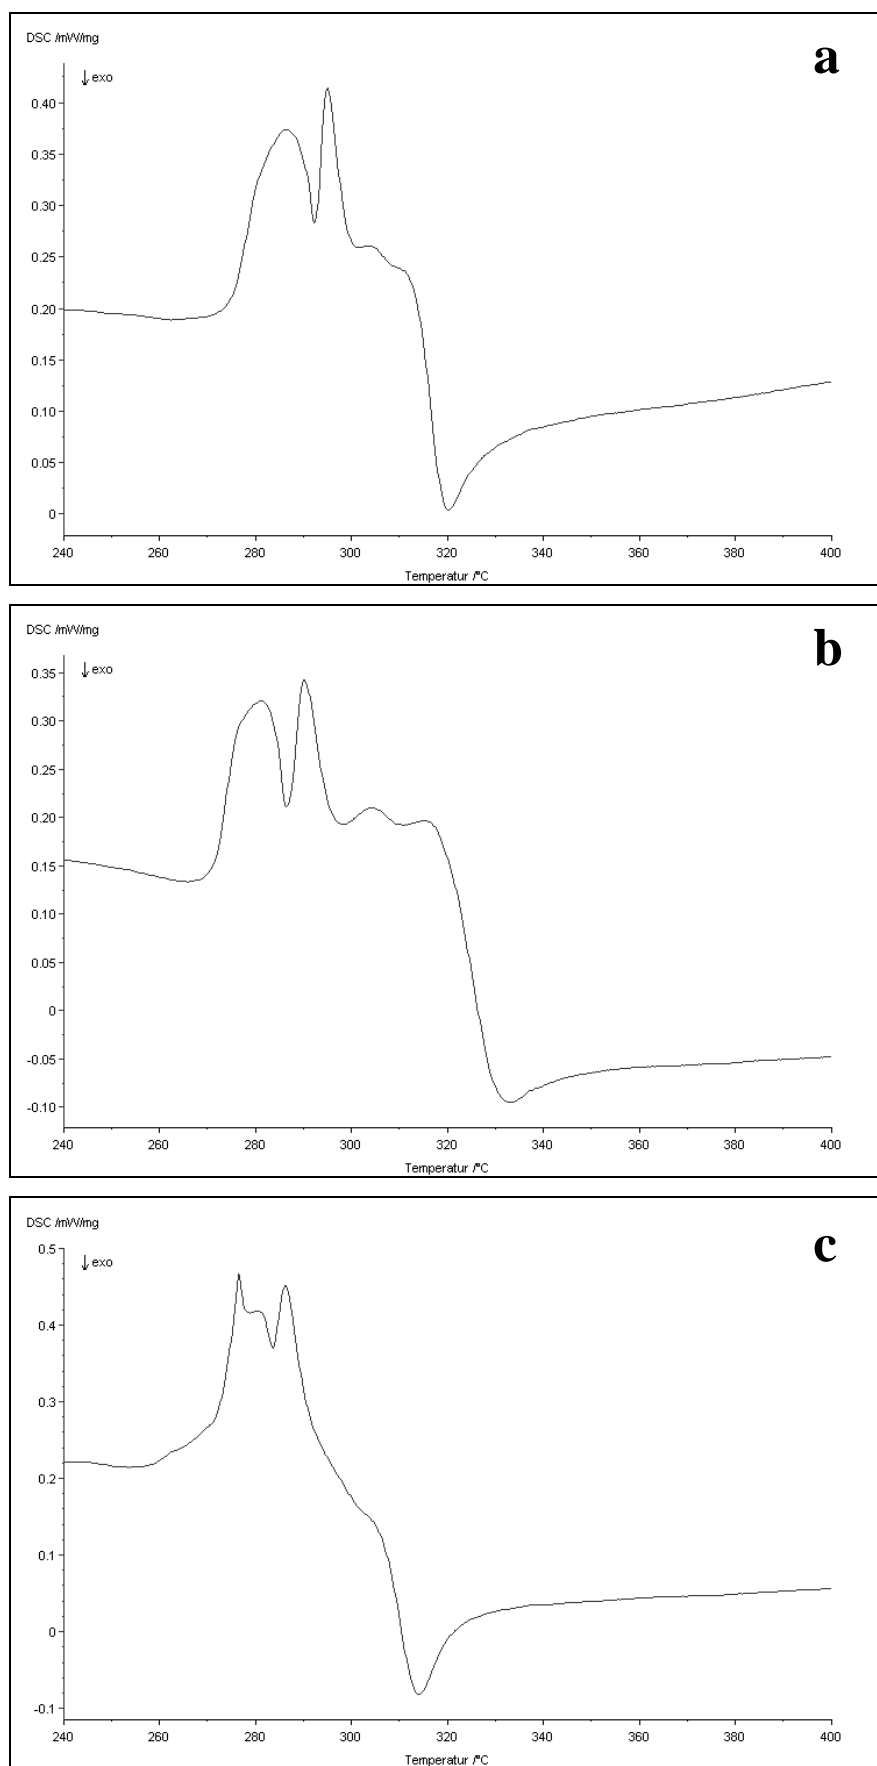 DSC /mW/mg
a
↓ exo
0.40
0.35
0.30
0.25
0.20
0.15
0.10
0.05
0
240 260 280 300 320 340 360 380 400
Temperatur /°C
DSC /mW/mg
b
↓ exo
0.35
0.30
0.25
0.20
0.15
0.10
0.05
0
-0.05
-0.10
240 260 280 300 320 340 360 380 400
Temperatur /°C
DSC /mW/mg
c
0.5
↓ exo
0.4
0.3
0.2
0.1
0
-0.1
240 260 280 300 320 340 360 380 400
Temperatur /°C